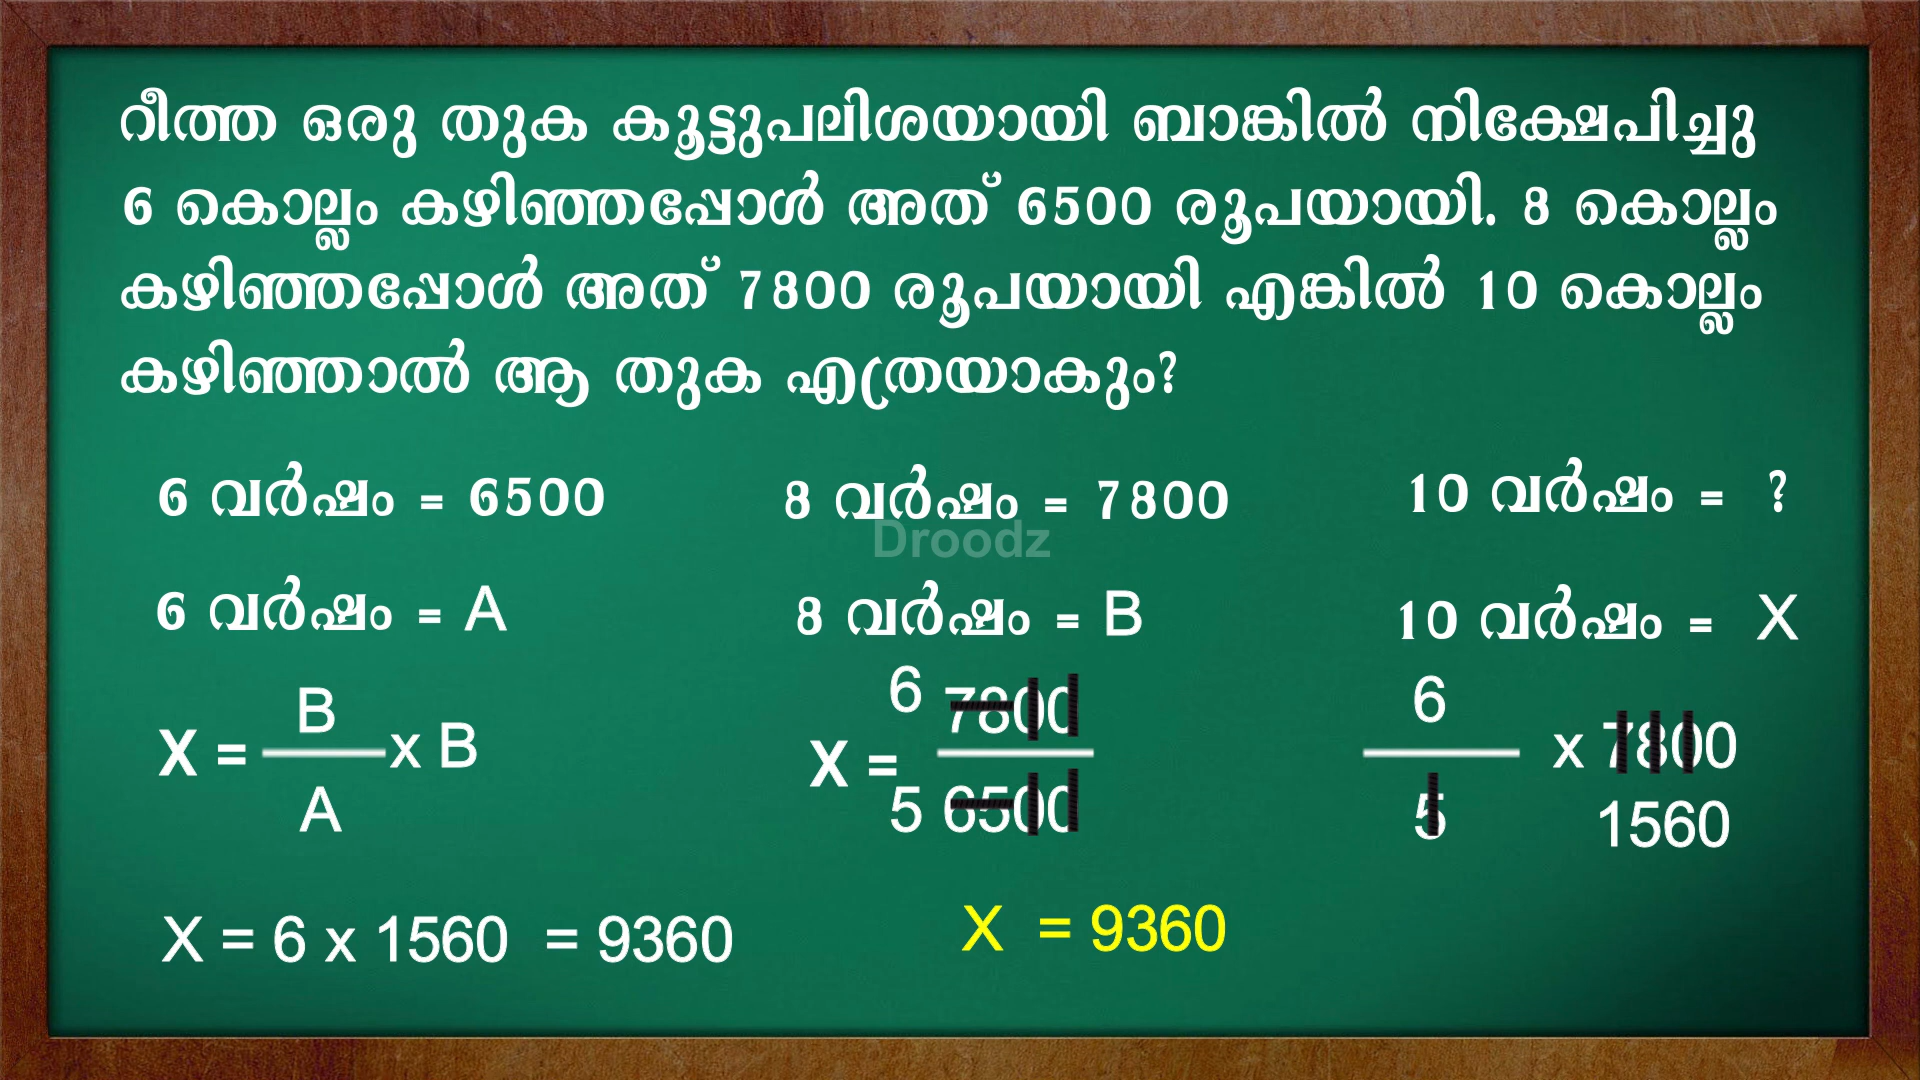 റീത്ത ഒരു തുക കൂട്ടുപലിശയായി ബാങ്കിൽ നിക്ഷേപിച്ചു
6 കൊല്ലം കഴിഞ്ഞപ്പോൾ അത് 6500 രൂപയായി. 8 കൊല്ലം
കഴിഞ്ഞപ്പോൾ അത് 7800 രൂപയായി എങ്കിൽ 10 കൊല്ലം
കഴിഞ്ഞാൽ ആ തുക എത്രയാകും?
6 വർഷം = 6500 8 വർഷം = 7800 10 വർഷം = ?
Droodz
6 വർഷം = A 8 വർഷം = B 10 വർഷം = X
B 6 7800 6
X = x B X = x 7800
A 5 6500 5 1560
X = 6 x 1560 = 9360 X = 9360